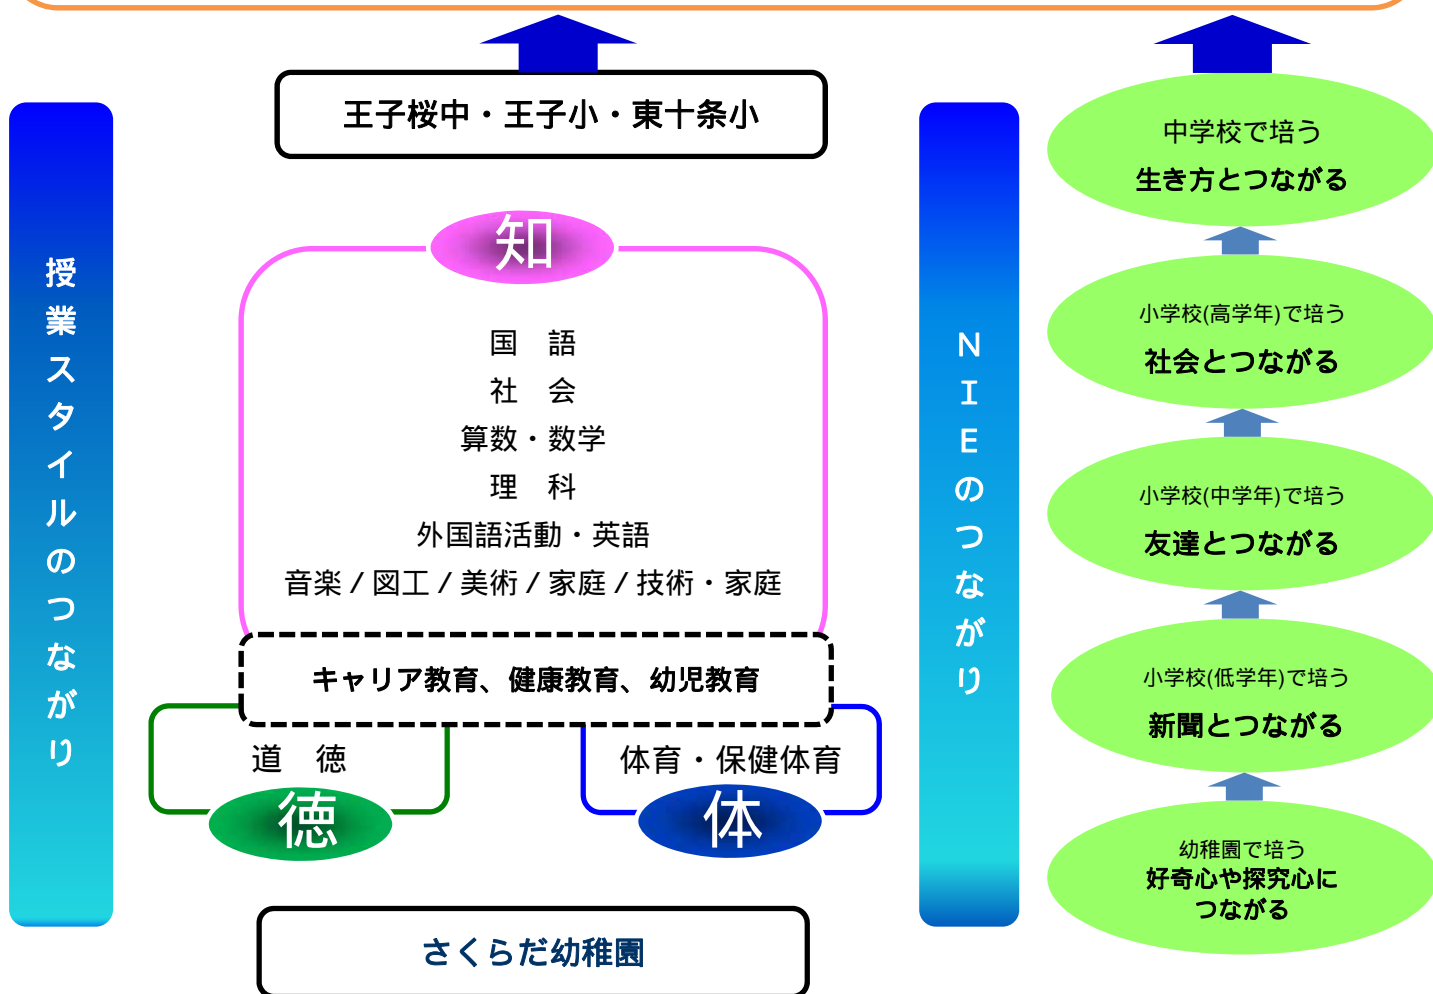 王子桜中・王子小・東十条小
授業スタイルのつながり
知
国　語
社　会
算数・数学
理　科
外国語活動・英語
音楽 / 図工 / 美術 / 家庭 / 技術・家庭
キャリア教育、健康教育、幼児教育
道　徳
徳
体育・保健体育
体
さくらだ幼稚園
ＮＩＥのつながり
中学校で培う
生き方とつながる
小学校(高学年)で培う
社会とつながる
小学校(中学年)で培う
友達とつながる
小学校(低学年)で培う
新聞とつながる
幼稚園で培う
好奇心や探究心に
つながる